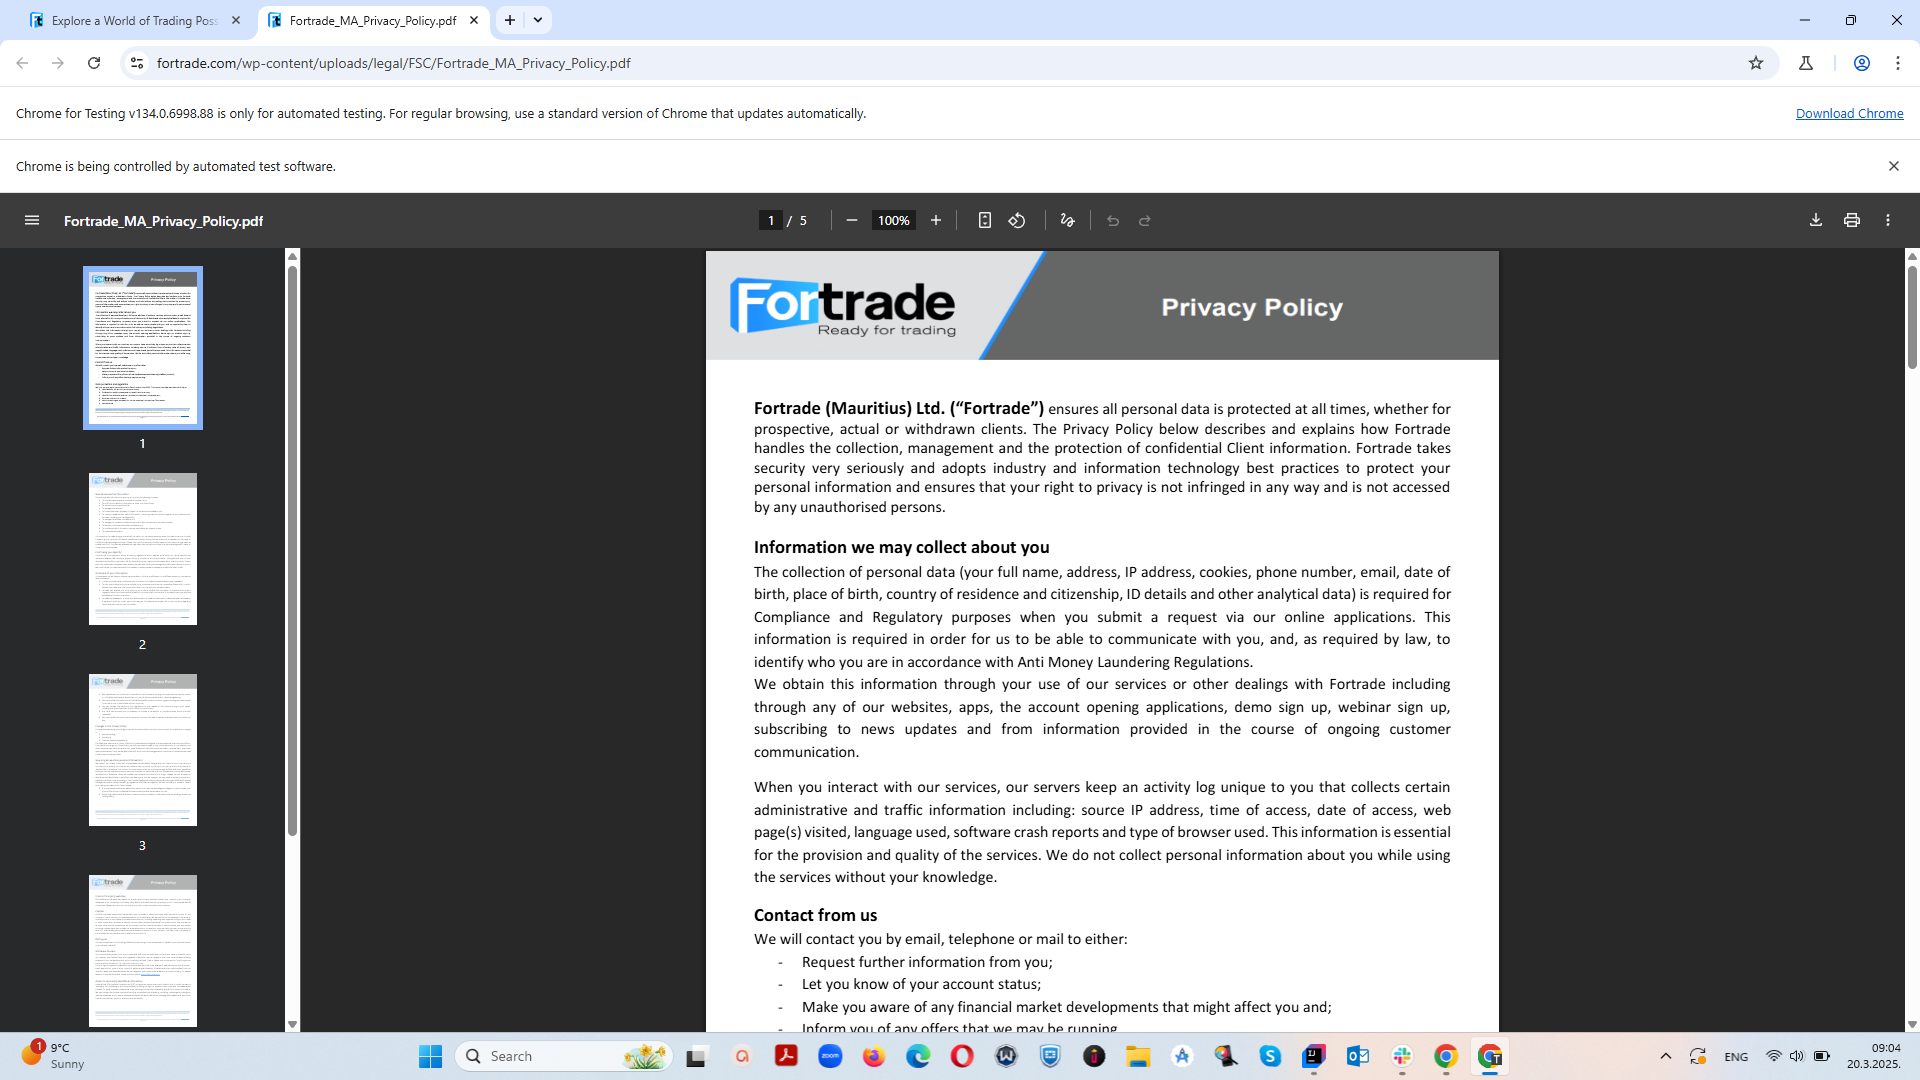 Explore a World of Trading Poss
Fortrade_MA_Privacy_Policy.pdf
fortrade.com/wp-content/uploads/legal/FSC/Fortrade_MA_Privacy_Policy.pdf
Chrome for Testing v134.0.6998.88 is only for automated testing. For regular browsing, use a standard version of Chrome that updates automatically.
Download Chrome
Chrome is being controlled by automated test software.
Fortrade_MA_Privacy_Policy.pdf
1 / 5
100%
1
2
3
Fortrade
Ready for trading
Privacy Policy
Fortrade (Mauritius) Ltd. (“Fortrade”) ensures all personal data is protected at all times, whether for
prospective, actual or withdrawn clients. The Privacy Policy below describes and explains how Fortrade
handles the collection, management and the protection of confidential Client information. Fortrade takes
security very seriously and adopts industry and information technology best practices to protect your
personal information and ensures that your right to privacy is not infringed in any way and is not accessed
by any unauthorised persons.
Information we may collect about you
The collection of personal data (your full name, address, IP address, cookies, phone number, email, date of
birth, place of birth, country of residence and citizenship, ID details and other analytical data) is required for
Compliance and Regulatory purposes when you submit a request via our online applications. This
information is required in order for us to be able to communicate with you, and, as required by law, to
identify who you are in accordance with Anti Money Laundering Regulations.
We obtain this information through your use of our services or other dealings with Fortrade including
through any of our websites, apps, the account opening applications, demo sign up, webinar sign up,
subscribing to news updates and from information provided in the course of ongoing customer
communication.
When you interact with our services, our servers keep an activity log unique to you that collects certain
administrative and traffic information including: source IP address, time of access, date of access, web
page(s) visited, language used, software crash reports and type of browser used. This information is essential
for the provision and quality of the services. We do not collect personal information about you while using
the services without your knowledge.
Contact from us
We will contact you by email, telephone or mail to either:
- Request further information from you;
- Let you know of your account status;
- Make you aware of any financial market developments that might affect you and;
- Inform you of any offers that we may be running
1
9°C
Sunny
Search
zoom
ENG
09:04
20.3.2025.